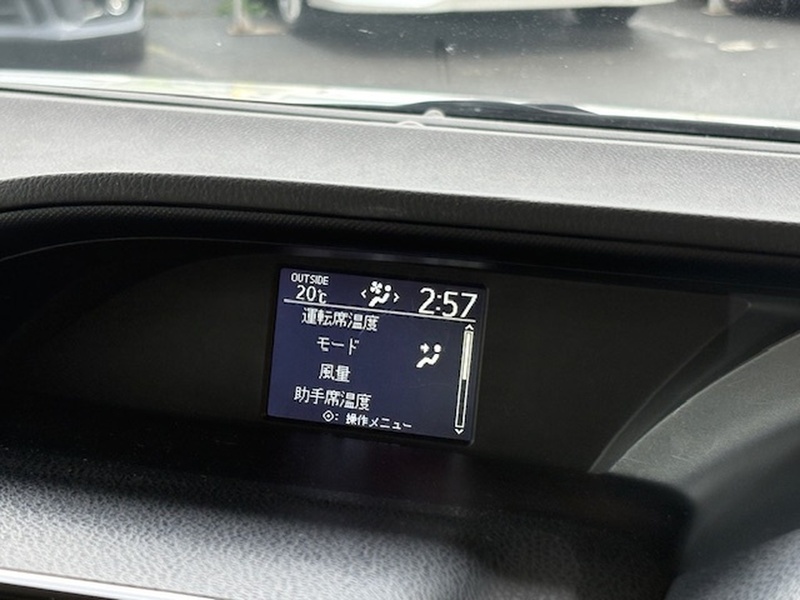 OUTSIDE
20℃ 2:57
運転席温度
モード
風量
助手席温度
: 操作メニュー